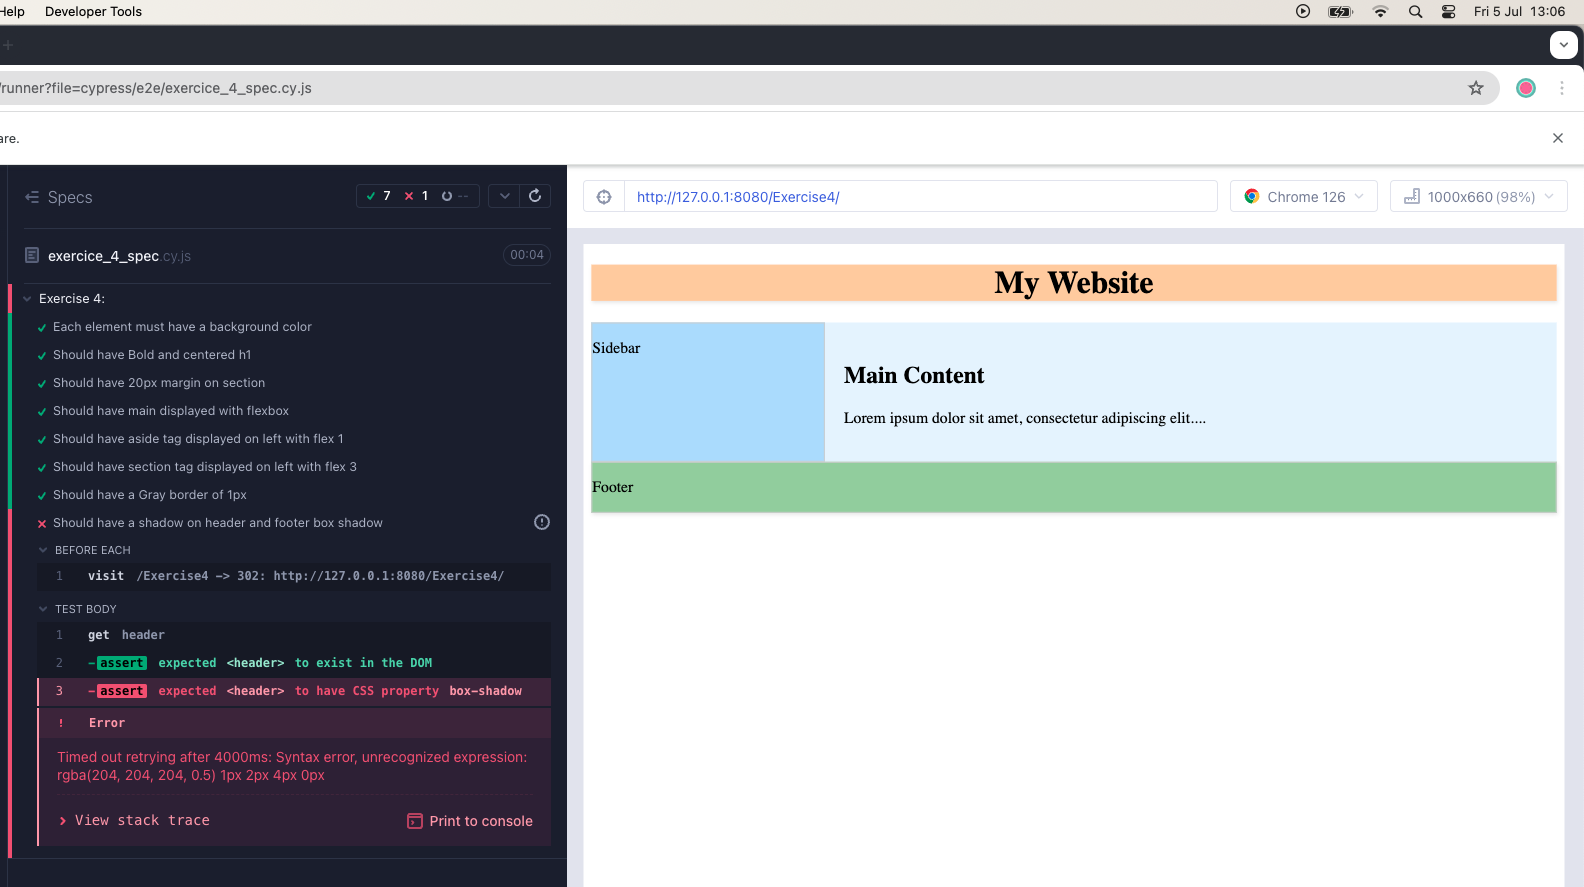 Help Developer Tools Fri 5 Jul 13:06
/runner?file=cypress/e2e/exercice_4_spec.cy.js
are.
Specs 7 1 --
http://127.0.0.1:8080/Exercise4/ Chrome 126 1000x660 (98%)
exercice_4_spec.cy.js 00:04
Exercise 4:
Each element must have a background color
Should have Bold and centered h1
Should have 20px margin on section
Should have main displayed with flexbox
Should have aside tag displayed on left with flex 1
Should have section tag displayed on left with flex 3
Should have a Gray border of 1px
Should have a shadow on header and footer box shadow
BEFORE EACH
1 visit /Exercise4 -> 302: http://127.0.0.1:8080/Exercise4/
TEST BODY
1 get header
2 -assert expected <header> to exist in the DOM
3 -assert expected <header> to have CSS property box-shadow
! Error
Timed out retrying after 4000ms: Syntax error, unrecognized expression:
rgba(204, 204, 204, 0.5) 1px 2px 4px 0px
View stack trace Print to console
My Website
Sidebar
Main Content
Lorem ipsum dolor sit amet, consectetur adipiscing elit....
Footer